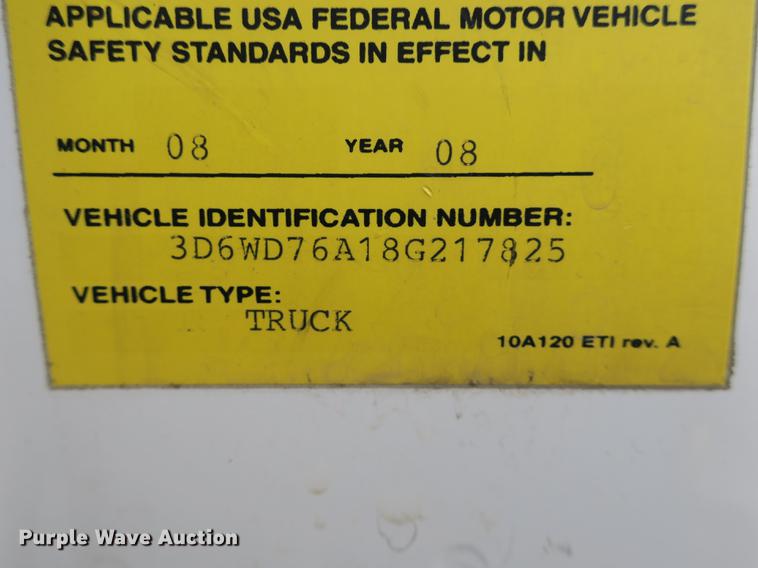 APPLICABLE USA FEDERAL MOTOR VEHICLE
SAFETY STANDARDS IN EFFECT IN
MONTH 08 YEAR 08
VEHICLE IDENTIFICATION NUMBER:
3D6WD76A18G217825
VEHICLE TYPE:
TRUCK
10A120 ETI rev. A
Purple Wave Auction